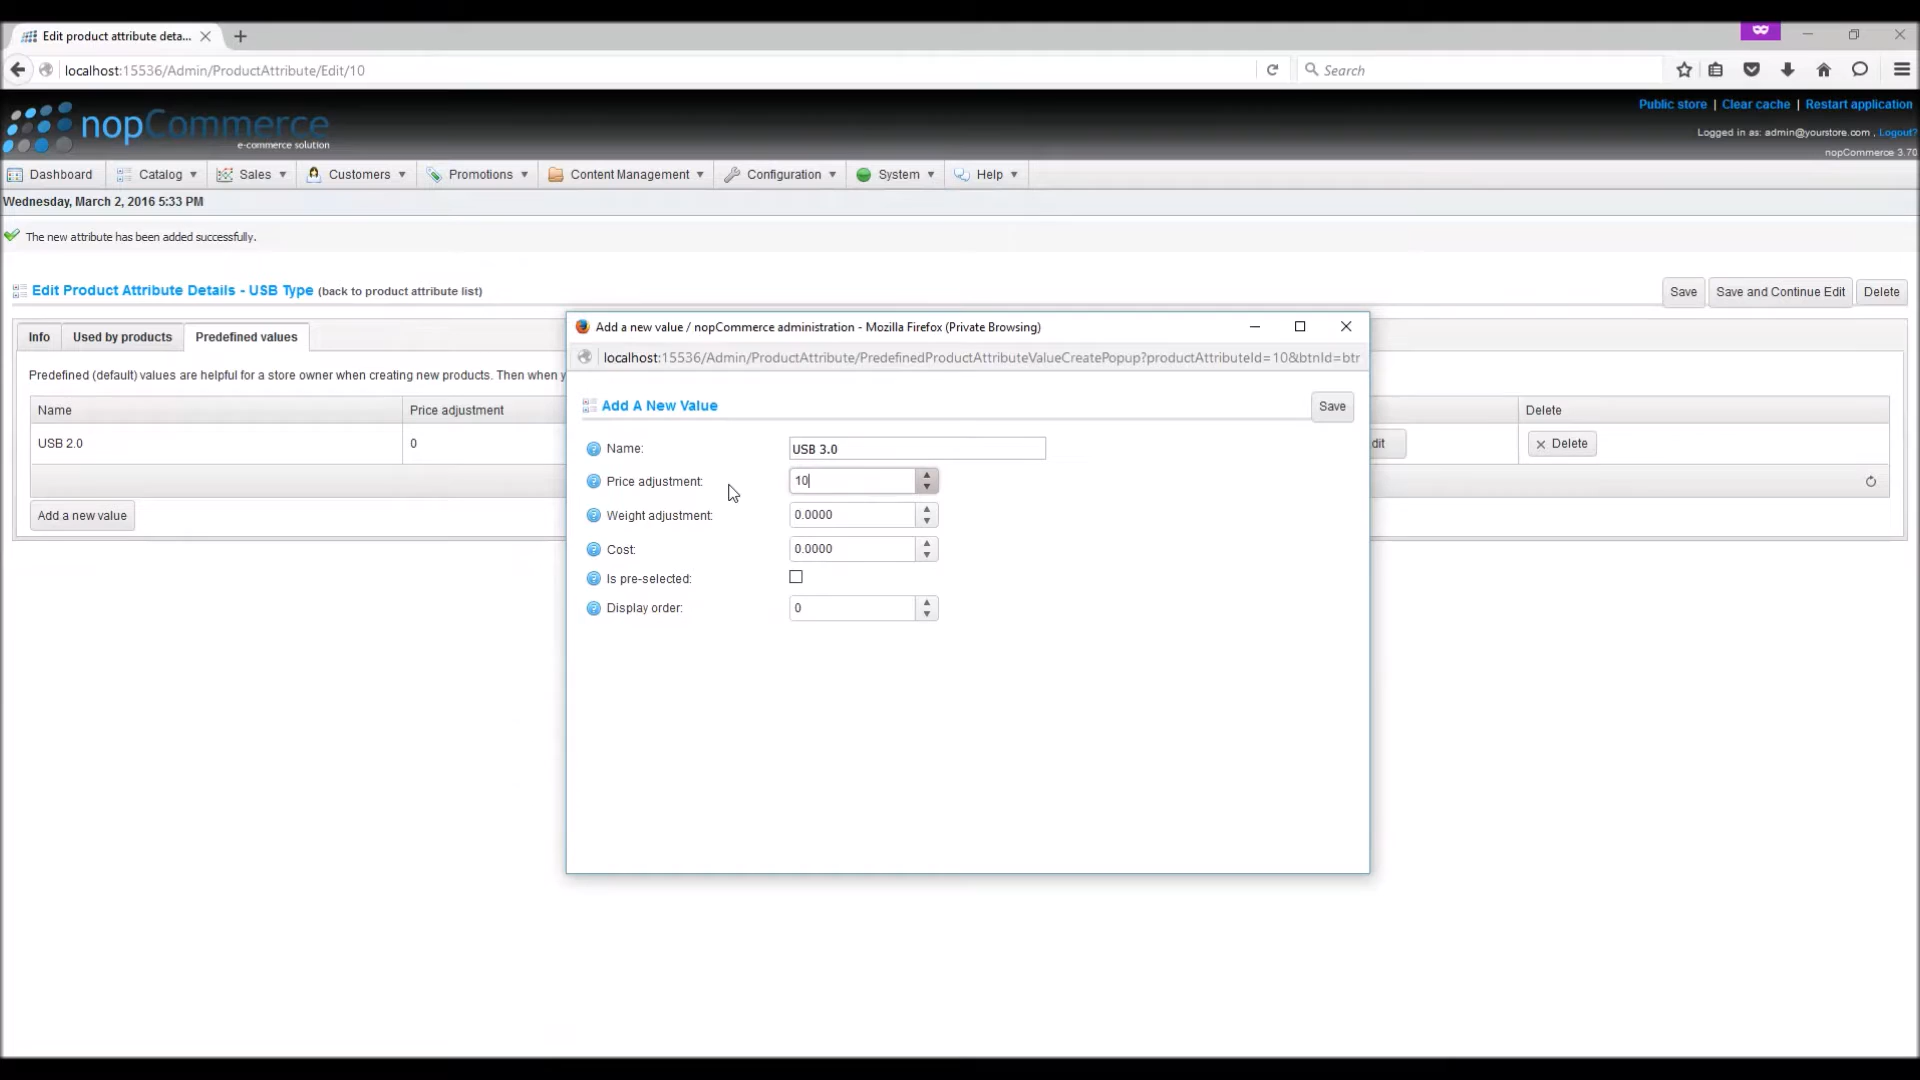 Edit product attribute deta...
localhost:15536/Admin/ProductAttribute/Edit/10
Search
nopCommerce
e-commerce solution
Public store | Clear cache | Restart application
Logged in as: admin@yourstore.com , Logout?
nopCommerce 3.70
Dashboard Catalog Sales Customers Promotions Content Management Configuration System Help
Wednesday, March 2, 2016 5:33 PM
The new attribute has been added successfully.
Edit Product Attribute Details - USB Type (back to product attribute list)
Save Save and Continue Edit Delete
Info Used by products Predefined values
Predefined (default) values are helpful for a store owner when creating new products. Then when y
Name Price adjustment Delete
USB 2.0 0 dit Delete
Add a new value
Add a new value / nopCommerce administration - Mozilla Firefox (Private Browsing)
localhost:15536/Admin/ProductAttribute/PredefinedProductAttributeValueCreatePopup?productAttributeId=10&btnId=btr
Add A New Value
Save
Name: USB 3.0
Price adjustment: 10
Weight adjustment: 0.0000
Cost: 0.0000
Is pre-selected:
Display order: 0